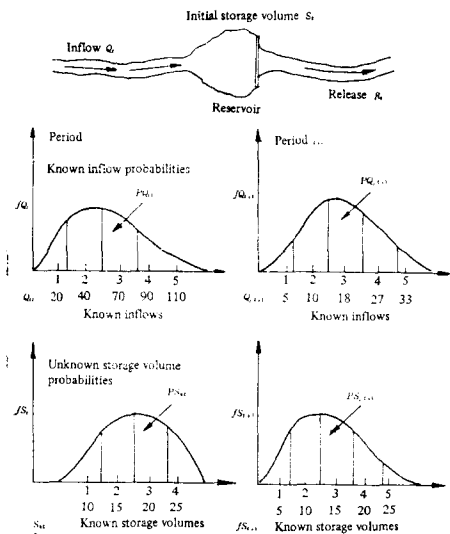 Initial storage volume Sₜ
Inflow Qₜ
Release Rₜ
Reservoir
Period
Known inflow probabilities
1 2 3 4 5
20 40 70 90 110
Known inflows
Period
1 2 3 4 5
5 10 18 27 33
Known inflows
Unknown storage volume
probabilities
1 2 3 4
10 15 20 25
Known storage volumes
1 2 3 4 5
5 10 15 20 25
Known storage volumes